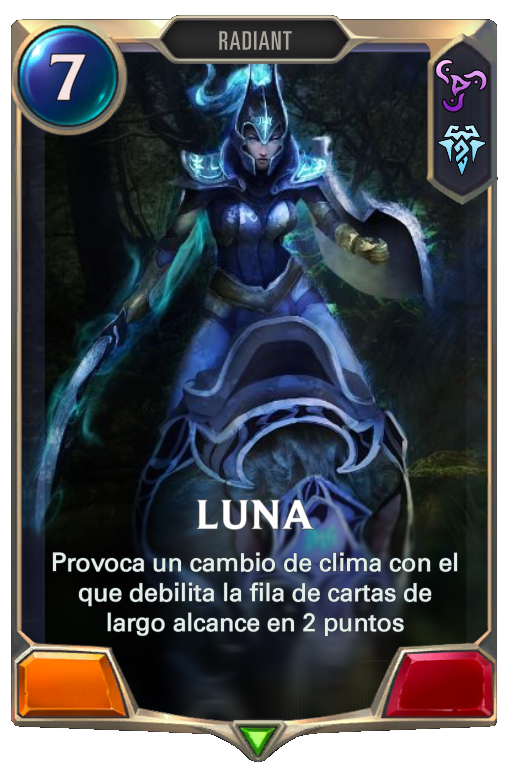 RADIANT
7
LUNA
Provoca un cambio de clima con el
que debilita la fila de cartas de
largo alcance en 2 puntos